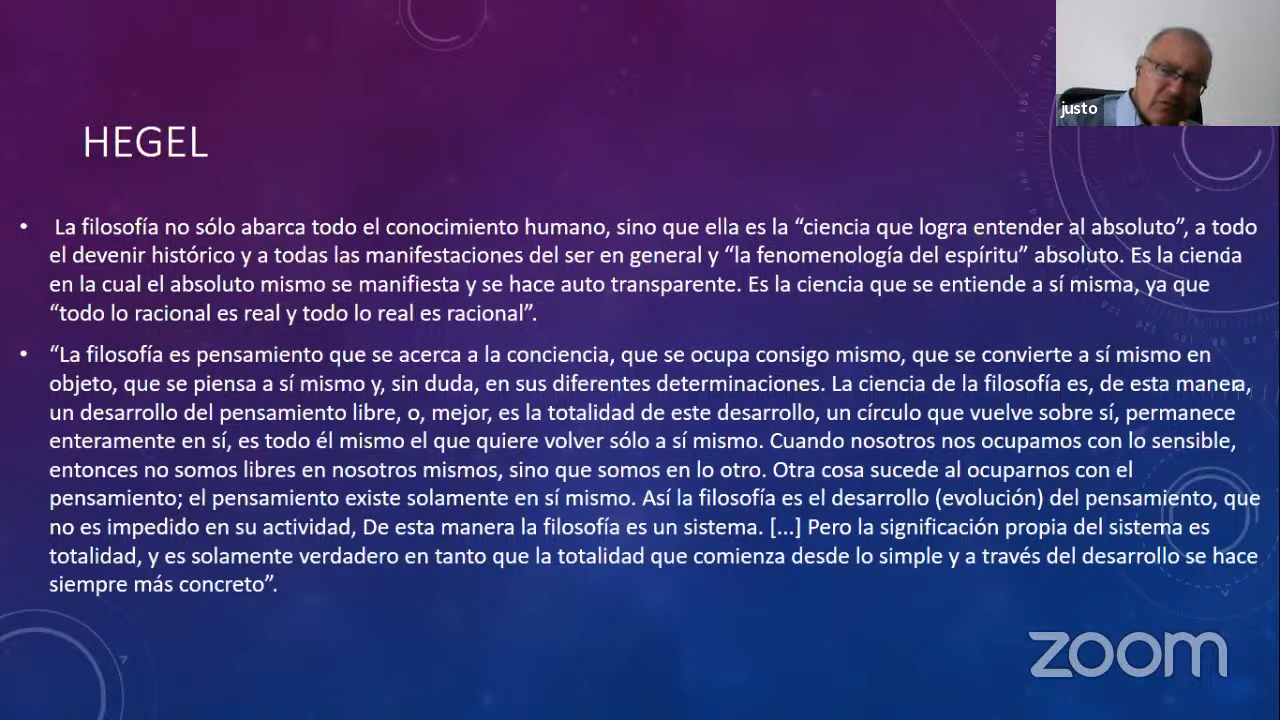 justo
HEGEL
• La filosofía no sólo abarca todo el conocimiento humano, sino que ella es la “ciencia que logra entender al absoluto”, a todo
el devenir histórico y a todas las manifestaciones del ser en general y “la fenomenología del espíritu” absoluto. Es la ciencia
en la cual el absoluto mismo se manifiesta y se hace auto transparente. Es la ciencia que se entiende a sí misma, ya que
“todo lo racional es real y todo lo real es racional”.
• “La filosofía es pensamiento que se acerca a la conciencia, que se ocupa consigo mismo, que se convierte a sí mismo en
objeto, que se piensa a sí mismo y, sin duda, en sus diferentes determinaciones. La ciencia de la filosofía es, de esta manera,
un desarrollo del pensamiento libre, o, mejor, es la totalidad de este desarrollo, un círculo que vuelve sobre sí, permanece
enteramente en sí, es todo él mismo el que quiere volver sólo a sí mismo. Cuando nosotros nos ocupamos con lo sensible,
entonces no somos libres en nosotros mismos, sino que somos en lo otro. Otra cosa sucede al ocuparnos con el
pensamiento; el pensamiento existe solamente en sí mismo. Así la filosofía es el desarrollo (evolución) del pensamiento, que
no es impedido en su actividad, De esta manera la filosofía es un sistema. [...] Pero la significación propia del sistema es
totalidad, y es solamente verdadero en tanto que la totalidad que comienza desde lo simple y a través del desarrollo se hace
siempre más concreto”.
zoom